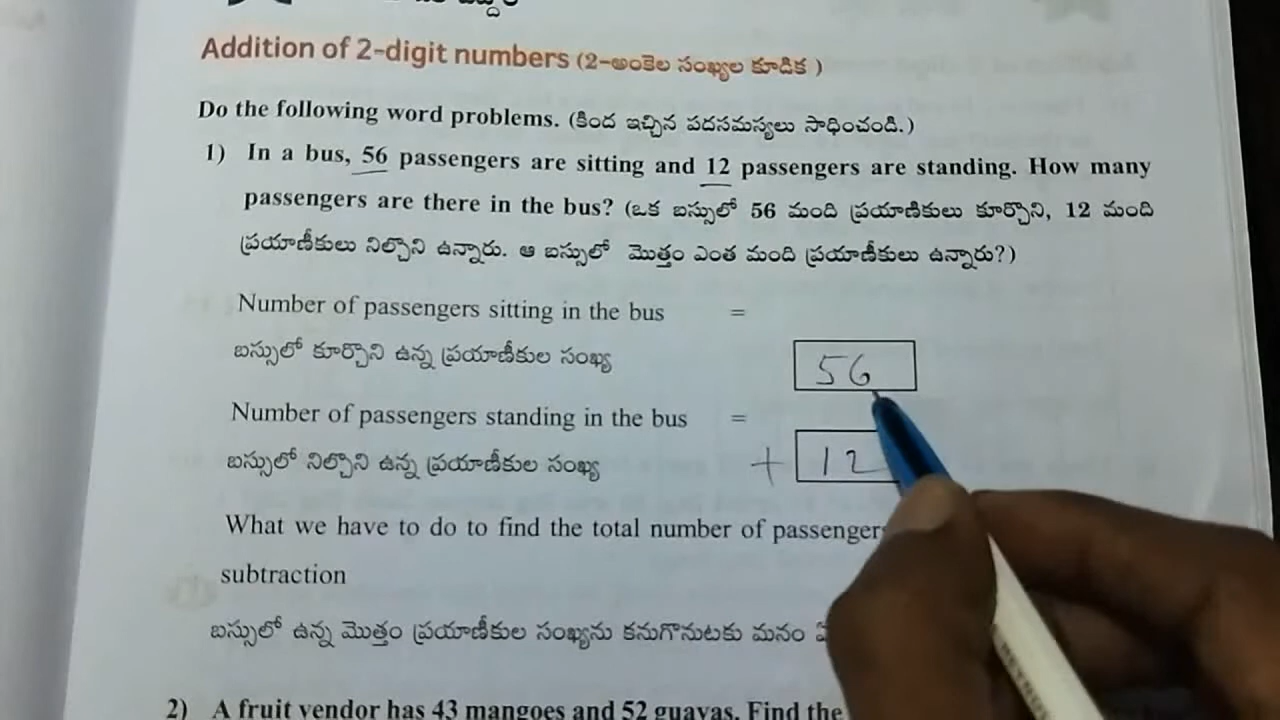 Addition of 2-digit numbers (2-అంకెల సంఖ్యల కూడిక )
Do the following word problems. (కింద ఇచ్చిన పదసమస్యలు సాధించండి.)
1) In a bus, 56 passengers are sitting and 12 passengers are standing. How many
passengers are there in the bus? (ఒక బస్సులో 56 మంది ప్రయాణికులు కూర్చొని, 12 మంది
ప్రయాణీకులు నిల్చొని ఉన్నారు. ఆ బస్సులో మొత్తం ఎంత మంది ప్రయాణీకులు ఉన్నారు?)
Number of passengers sitting in the bus =
బస్సులో కూర్చొని ఉన్న ప్రయాణీకుల సంఖ్య 56
Number of passengers standing in the bus =
బస్సులో నిల్చొని ఉన్న ప్రయాణీకుల సంఖ్య + 12
What we have to do to find the total number of passenger
subtraction
బస్సులో ఉన్న మొత్తం ప్రయాణీకుల సంఖ్యను కనుగొనుటకు మనం
2) A fruit vendor has 43 mangoes and 52 guavas. Find the